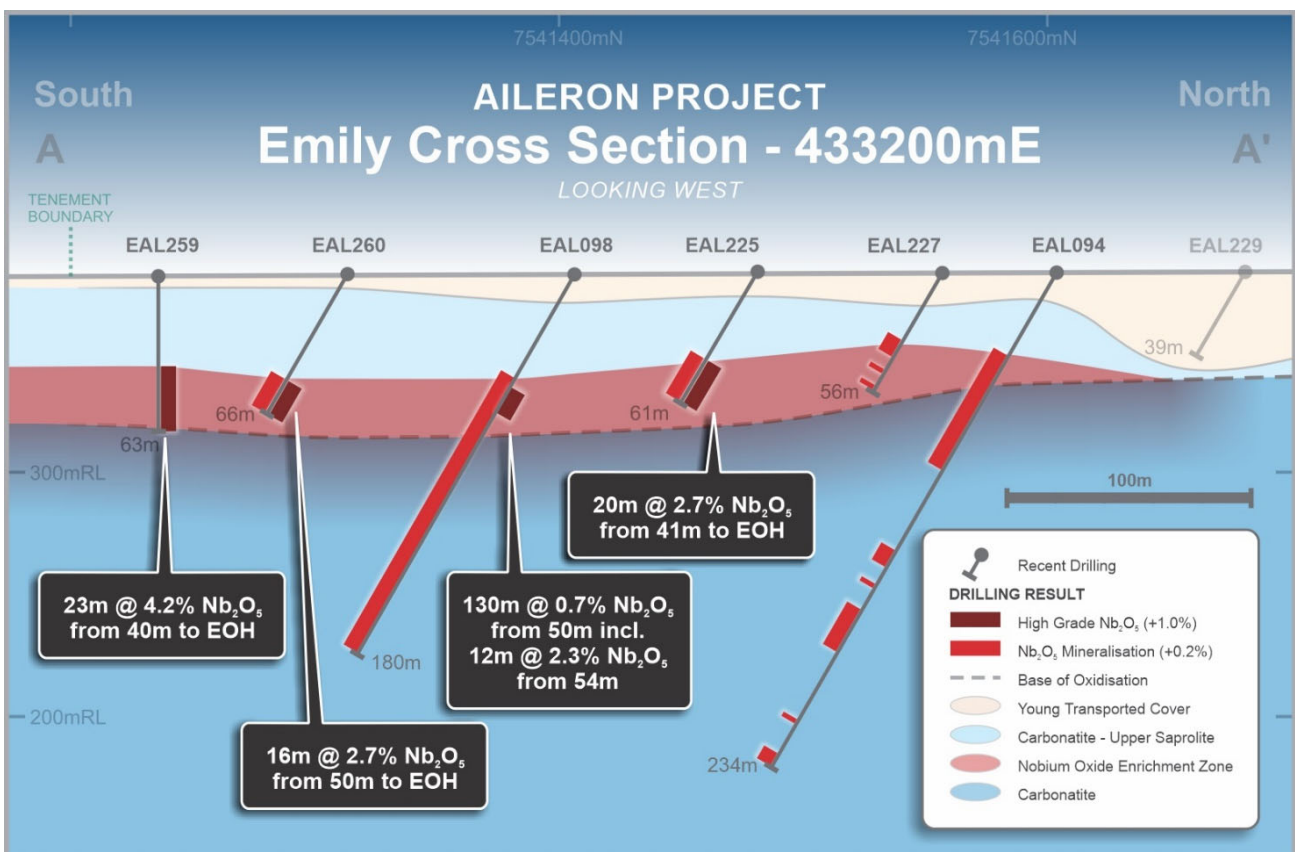 7541400mN
7541600mN
South
North
AILERON PROJECT
A
A'
Emily Cross Section - 433200mE
LOOKING WEST
TENEMENT
BOUNDARY
EAL259
EAL260
EAL098
EAL225
EAL227
EAL094
EAL229
39m
56m
66m
61m
63m
300mRL
100m
20m @ 2.7% Nb₂O₅
from 41m to EOH
23m @ 4.2% Nb₂O₅
from 40m to EOH
130m @ 0.7% Nb₂O₅
from 50m incl.
12m @ 2.3% Nb₂O₅
from 54m
180m
200mRL
16m @ 2.7% Nb₂O₅
from 50m to EOH
234m
Recent Drilling
DRILLING RESULT
High Grade Nb₂O₅ (+1.0%)
Nb₂O₅ Mineralisation (+0.2%)
Base of Oxidisation
Young Transported Cover
Carbonatite - Upper Saprolite
Nobium Oxide Enrichment Zone
Carbonatite